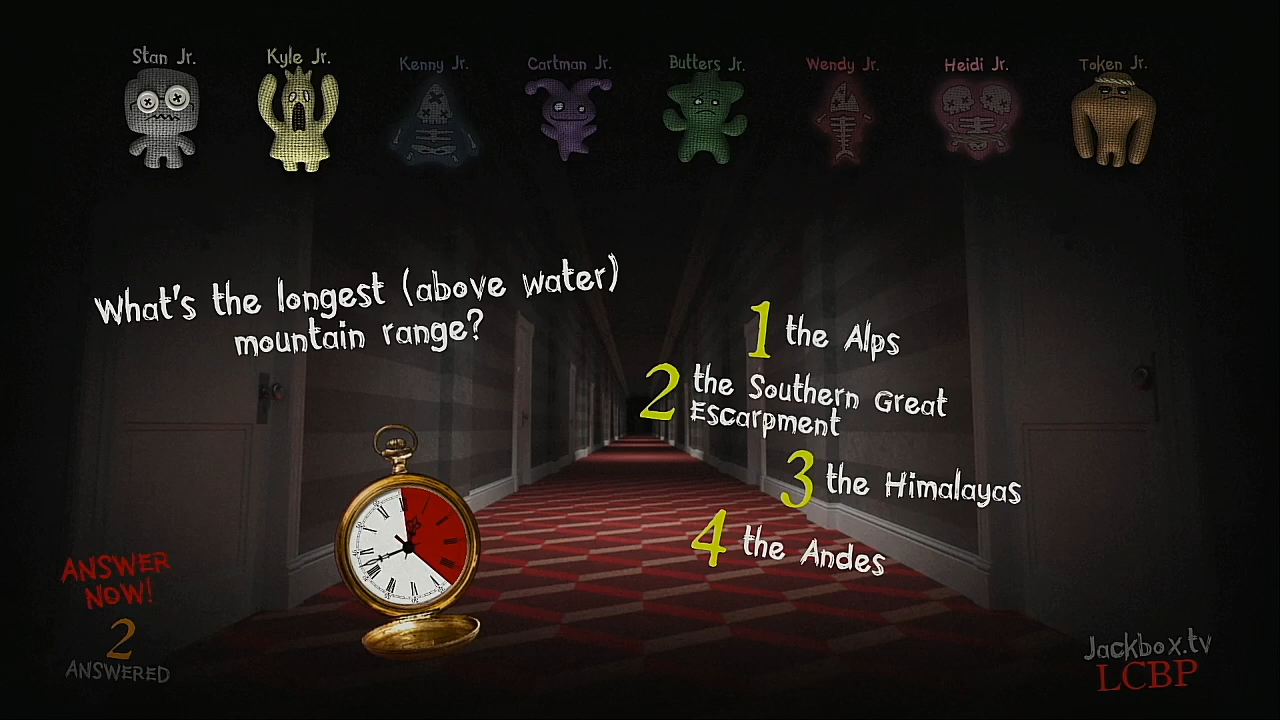 Stan Jr.
Kyle Jr.
Kenny Jr.
Cartman Jr.
Butters Jr.
Wendy Jr.
Heidi Jr.
Token Jr.
What's the longest (above water)
mountain range?
1 the Alps
2 the Southern Great
Escarpment
3 the Himalayas
4 the Andes
ANSWER
NOW!
2
ANSWERED
Jackbox.tv
LCBP